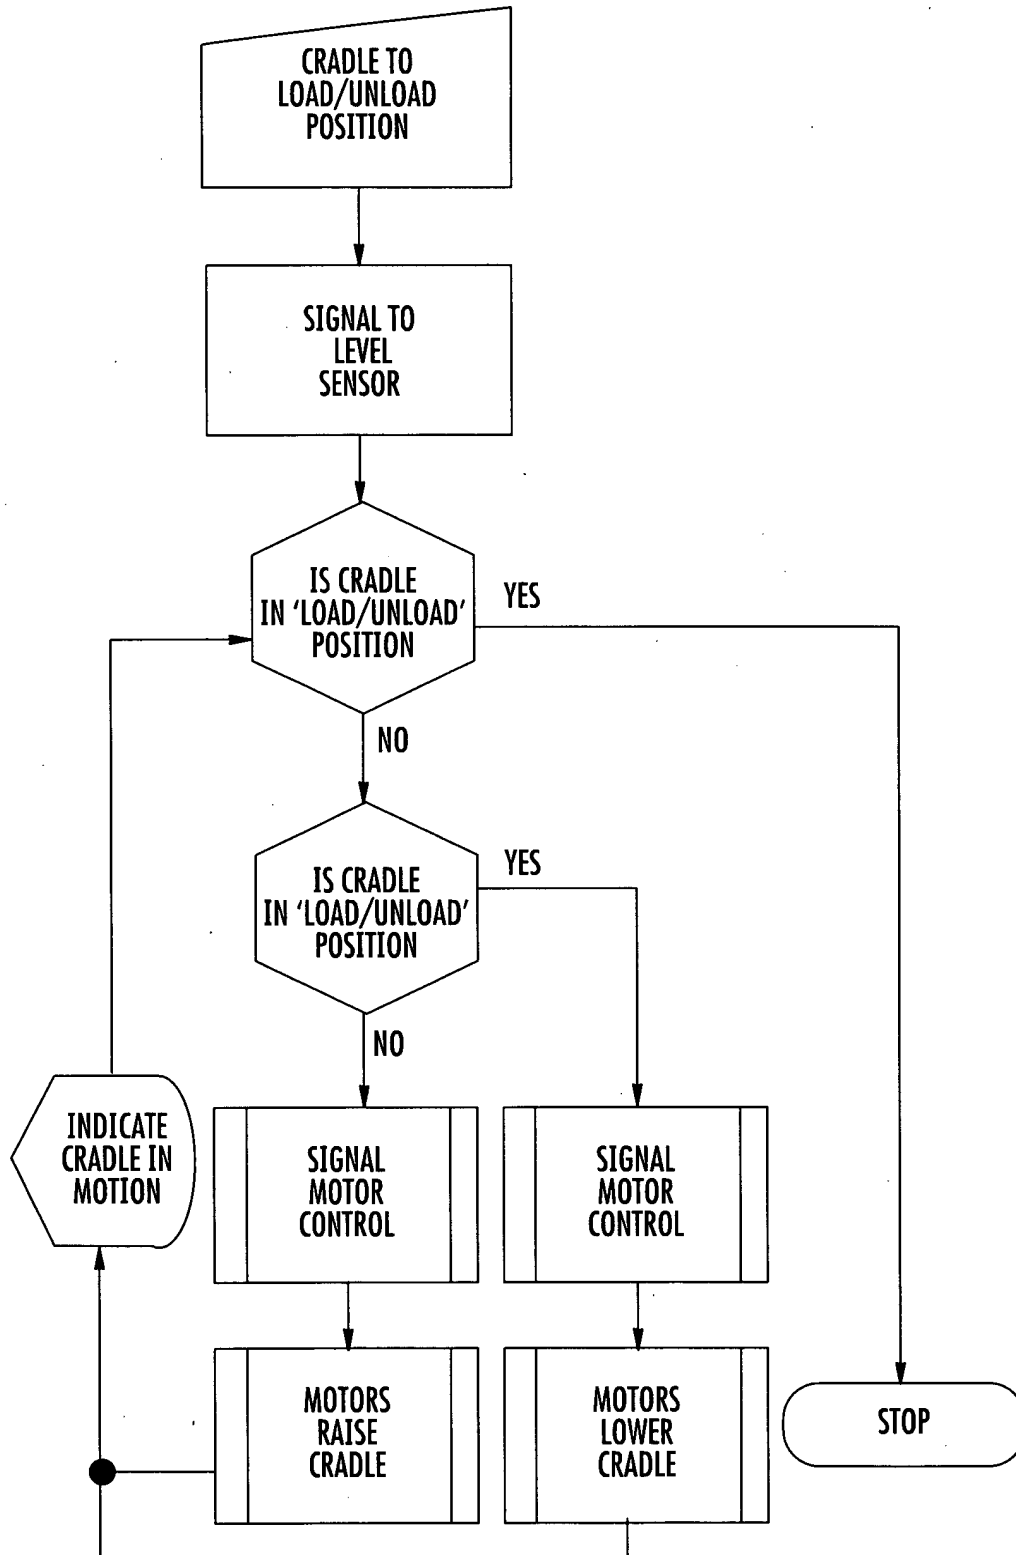 CRADLE TO
LOAD/UNLOAD
POSITION
SIGNAL TO
LEVEL
SENSOR
IS CRADLE
IN 'LOAD/UNLOAD'
POSITION
YES
NO
IS CRADLE
IN 'LOAD/UNLOAD'
POSITION
YES
NO
INDICATE
CRADLE IN
MOTION
SIGNAL
MOTOR
CONTROL
SIGNAL
MOTOR
CONTROL
MOTORS
RAISE
CRADLE
MOTORS
LOWER
CRADLE
STOP